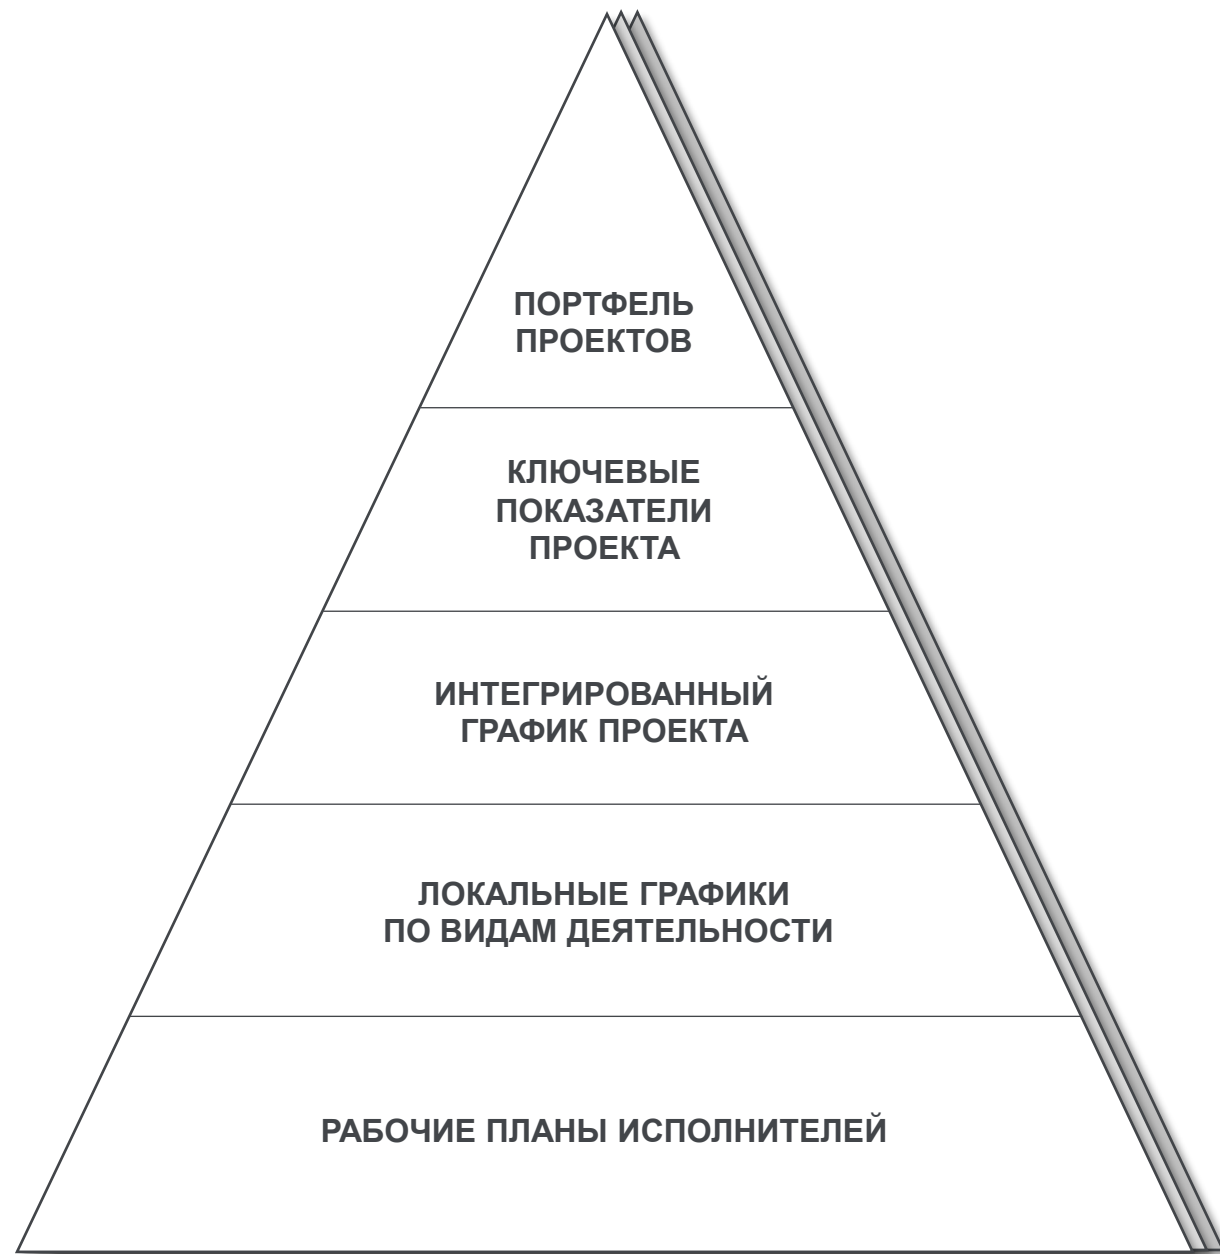 ПОРТФЕЛЬ
ПРОЕКТОВ
КЛЮЧЕВЫЕ
ПОКАЗАТЕЛИ
ПРОЕКТА
ИНТЕГРИРОВАННЫЙ
ГРАФИК ПРОЕКТА
ЛОКАЛЬНЫЕ ГРАФИКИ
ПО ВИДАМ ДЕЯТЕЛЬНОСТИ
РАБОЧИЕ ПЛАНЫ ИСПОЛНИТЕЛЕЙ